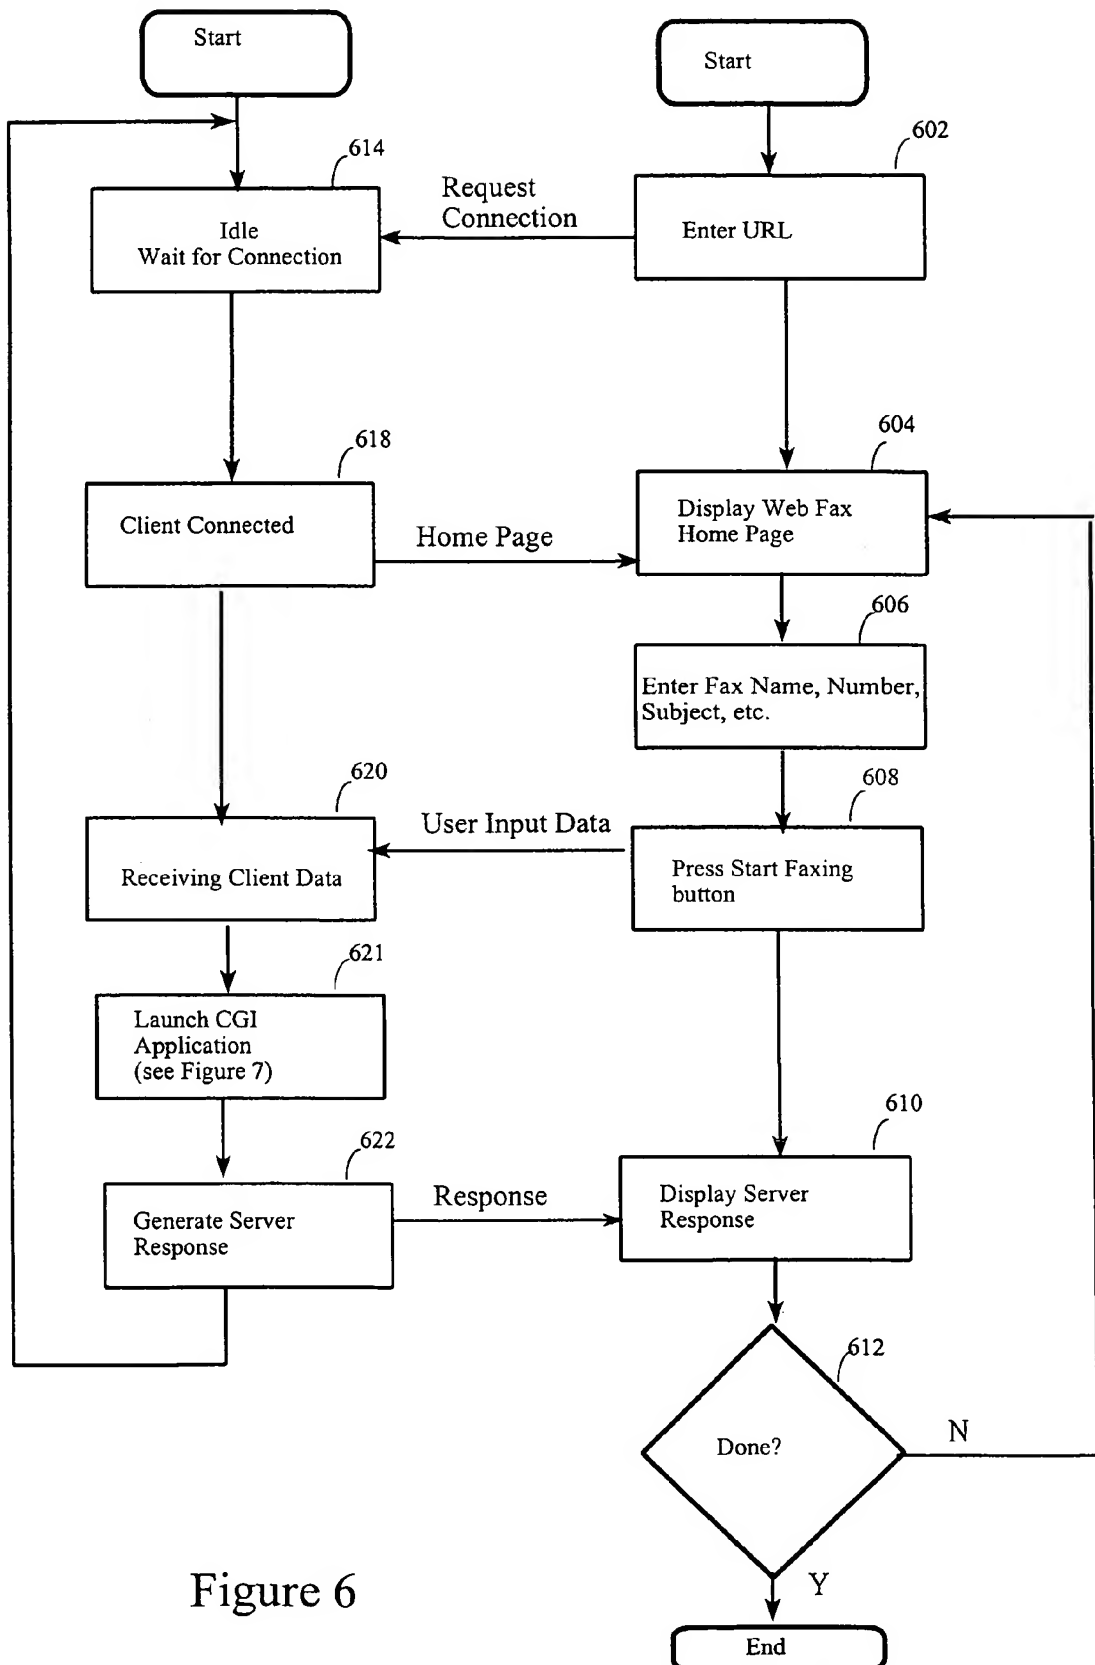 Start
Start
614
602
Request
Connection
Idle
Wait for Connection
Enter URL
618
604
Client Connected
Display Web Fax
Home Page
Home Page
606
Enter Fax Name, Number,
Subject, etc.
620
608
User Input Data
Receiving Client Data
Press Start Faxing
button
621
Launch CGI
Application
(see Figure 7)
622
610
Response
Generate Server
Response
Display Server
Response
612
Done?
N
Y
End
Figure 6